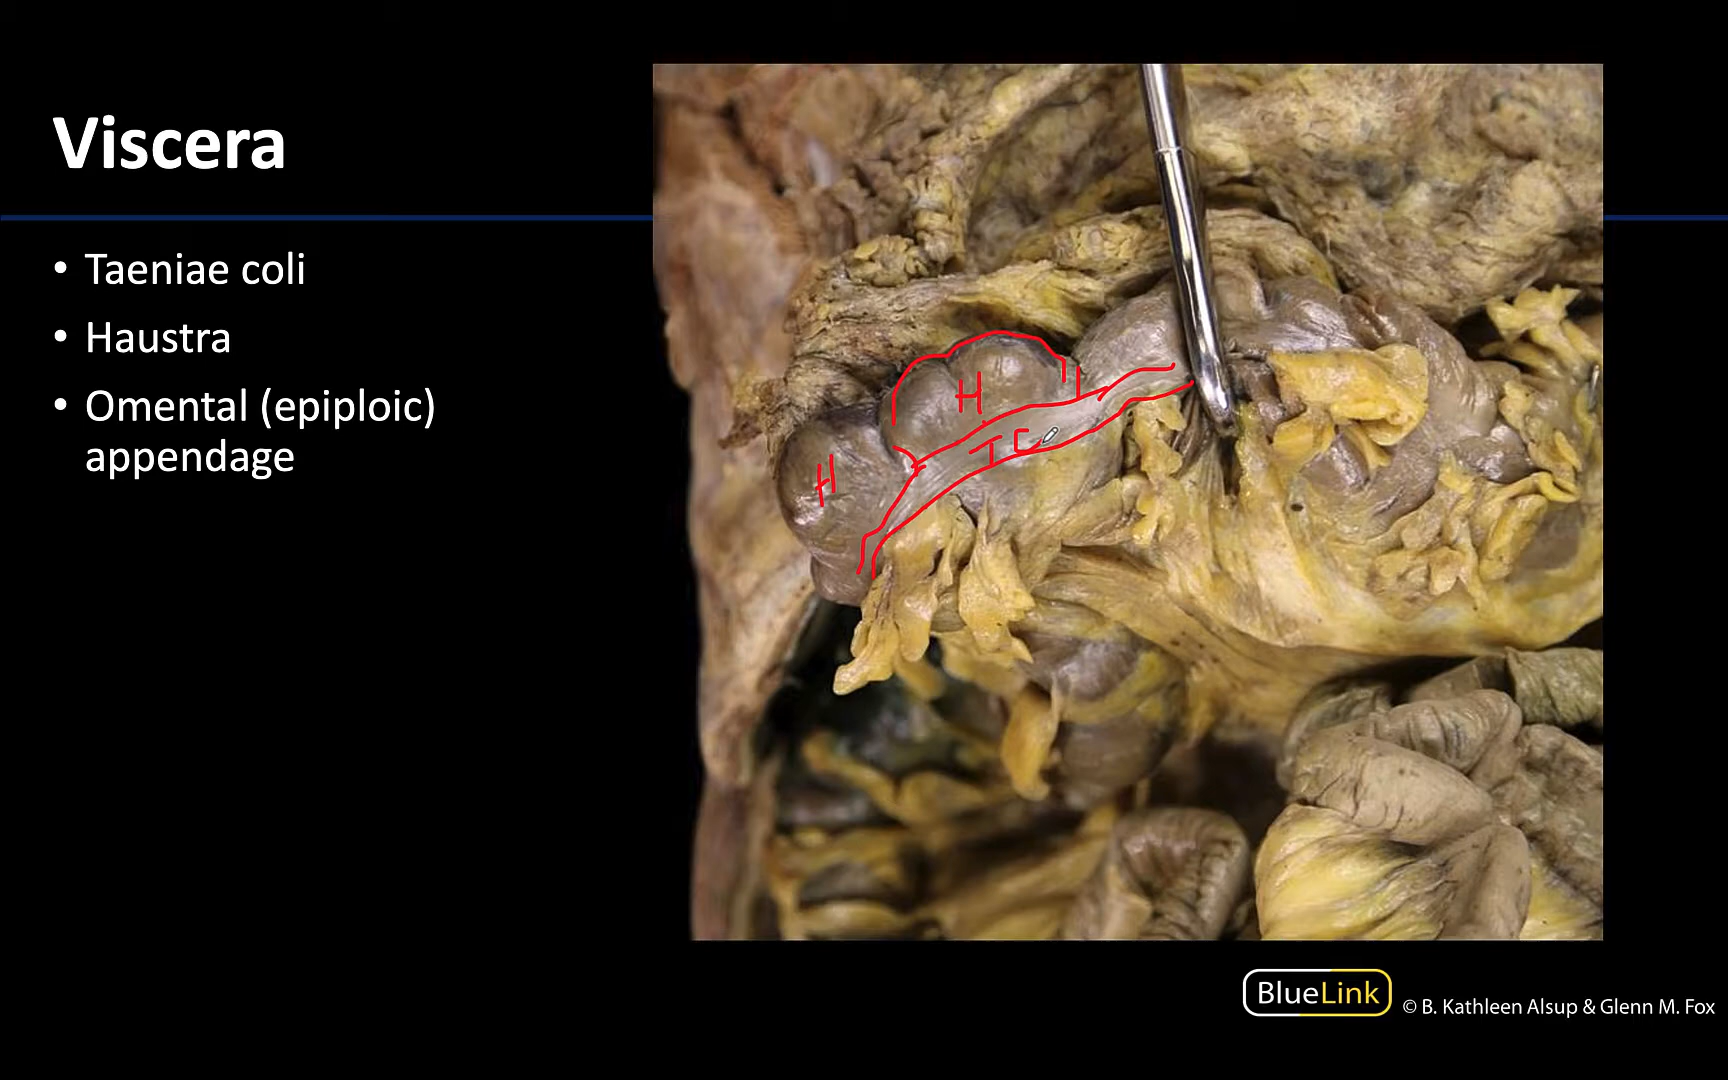 Viscera
• Taeniae coli
• Haustra
• Omental (epiploic)
appendage
H
H
TC
BlueLink
© B. Kathleen Alsup & Glenn M. Fox